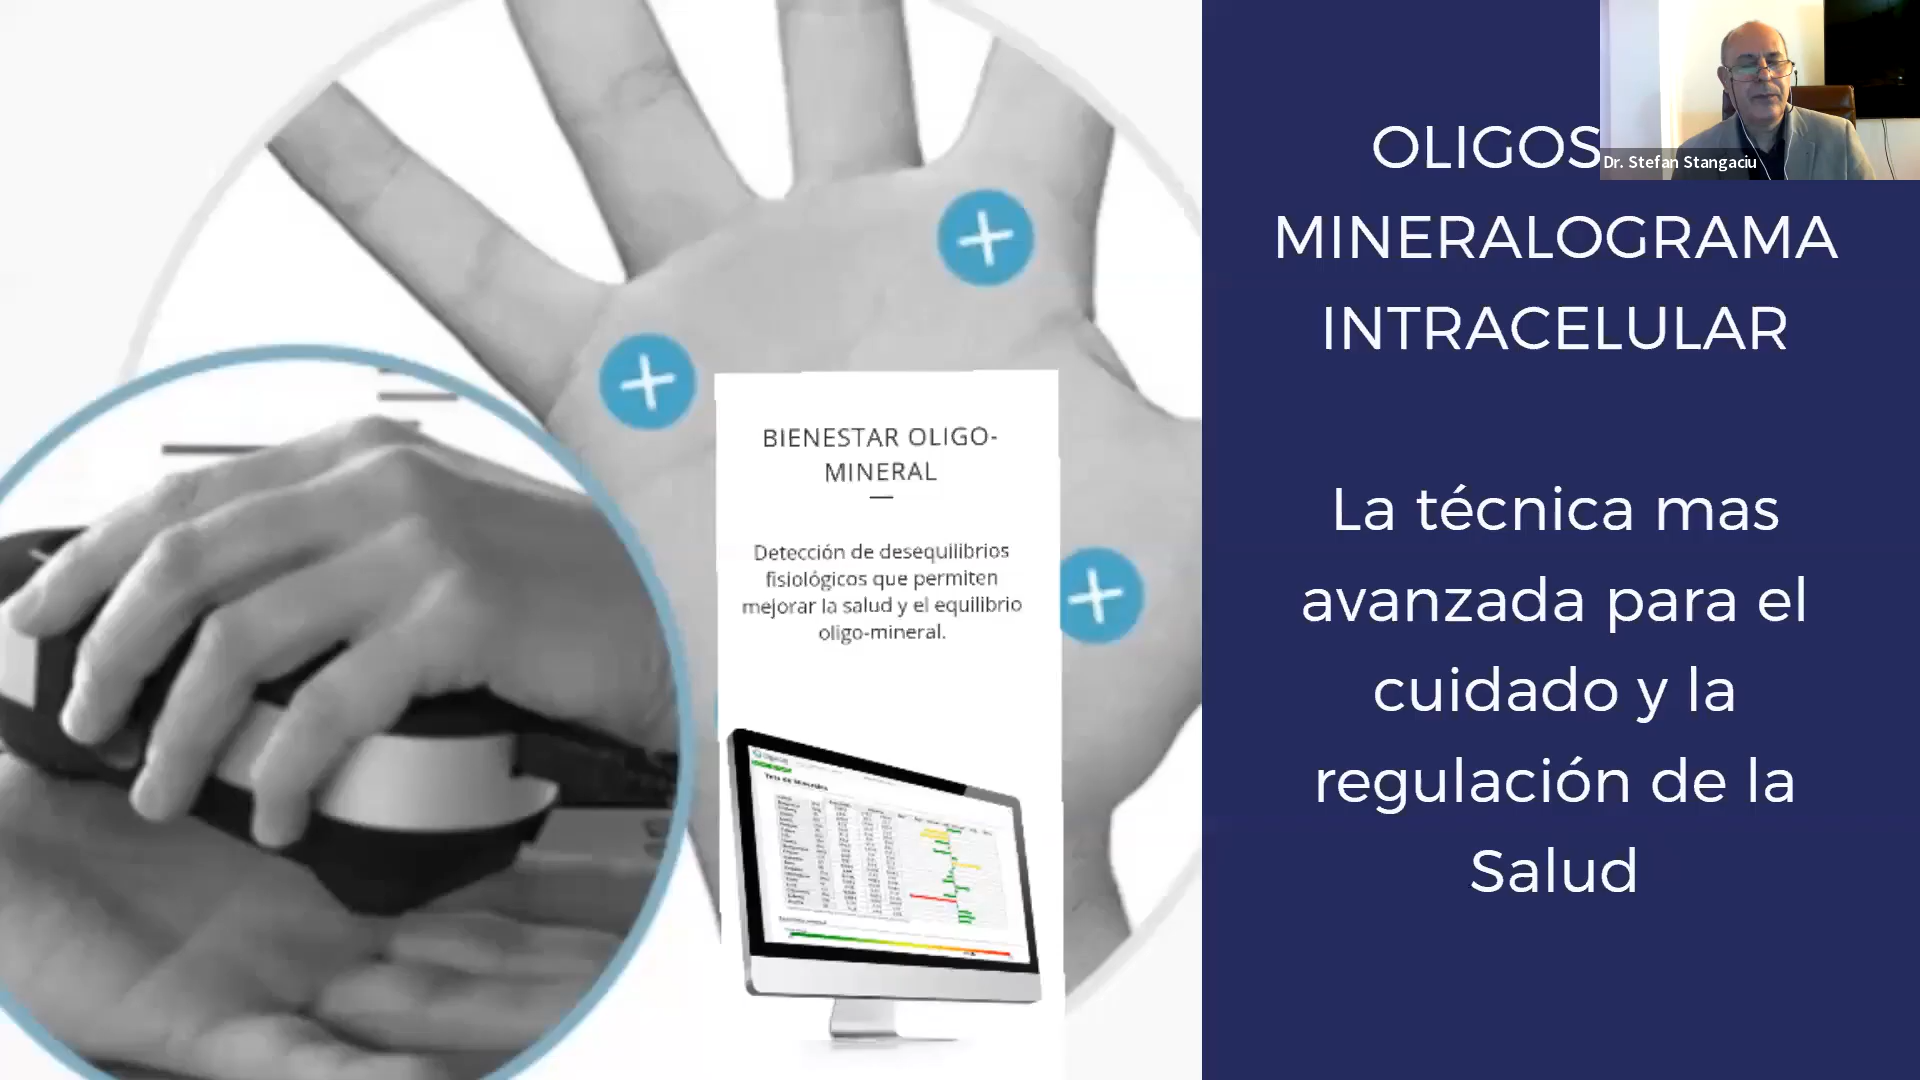 OLIGOS
MINERALOGRAMA
INTRACELULAR
La técnica mas
avanzada para el
cuidado y la
regulación de la
Salud
Dr. Stefan Stangaciu
BIENESTAR OLIGO-
MINERAL
Detección de desequilibrios
fisiológicos que permiten
mejorar la salud y el equilibrio
oligo-mineral.